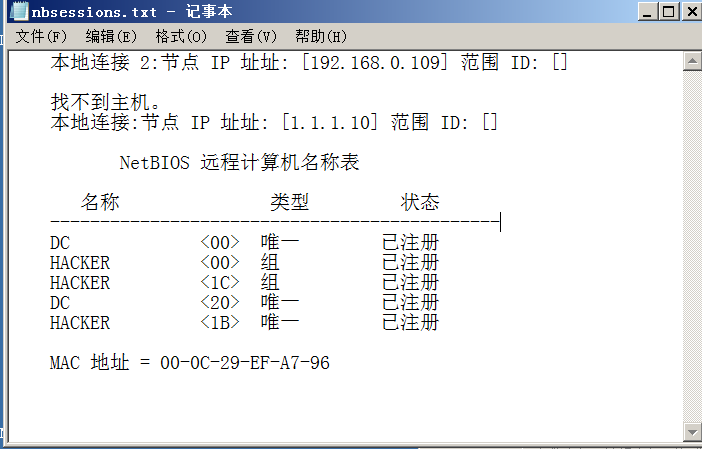 nbsessions.txt - 记事本
文件(F) 编辑(E) 格式(O) 查看(V) 帮助(H)
本地连接 2:节点 IP 址址: [192.168.0.109] 范围 ID: []
找不到主机。
本地连接:节点 IP 址址: [1.1.1.10] 范围 ID: []
NetBIOS 远程计算机名称表
名称 类型 状态
---------------------------------------------
DC <00> 唯一 已注册
HACKER <00> 组 已注册
HACKER <1C> 组 已注册
DC <20> 唯一 已注册
HACKER <1B> 唯一 已注册
MAC 地址 = 00-0C-29-EF-A7-96